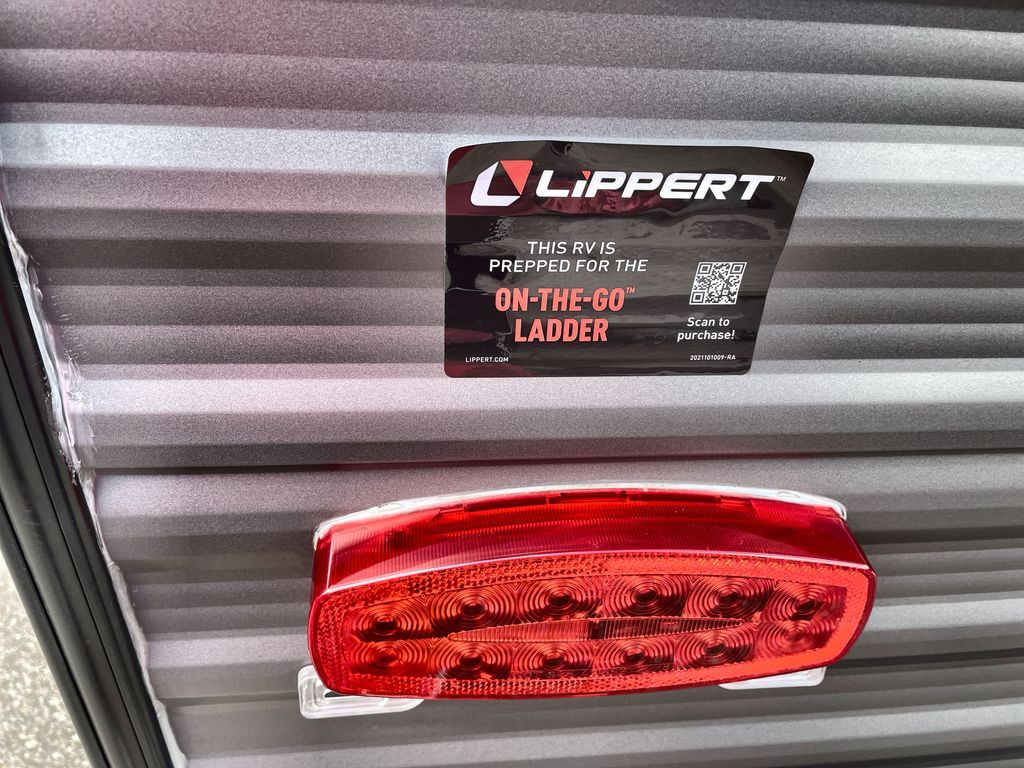 LiPPERT™
THIS RV IS
PREPPED FOR THE
ON-THE-GO™
LADDER
Scan to
purchase!
LIPPERT.COM
2021101009-RA